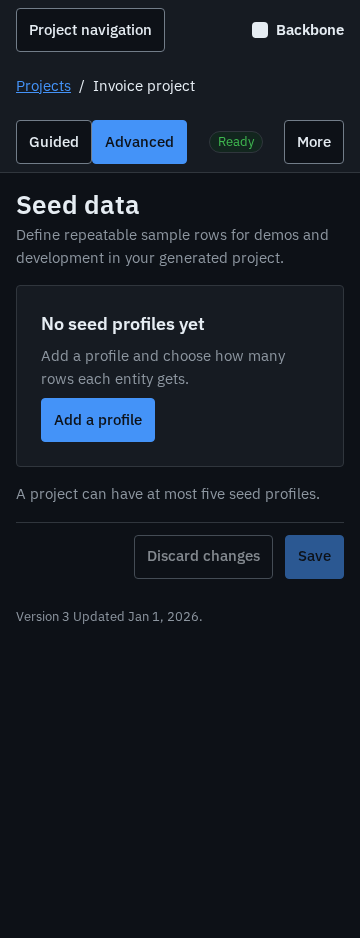 Project navigation
Backbone
Projects / Invoice project
Guided
Advanced
Ready
More
Seed data
Define repeatable sample rows for demos and
development in your generated project.
No seed profiles yet
Add a profile and choose how many
rows each entity gets.
Add a profile
A project can have at most five seed profiles.
Discard changes
Save
Version 3 Updated Jan 1, 2026.